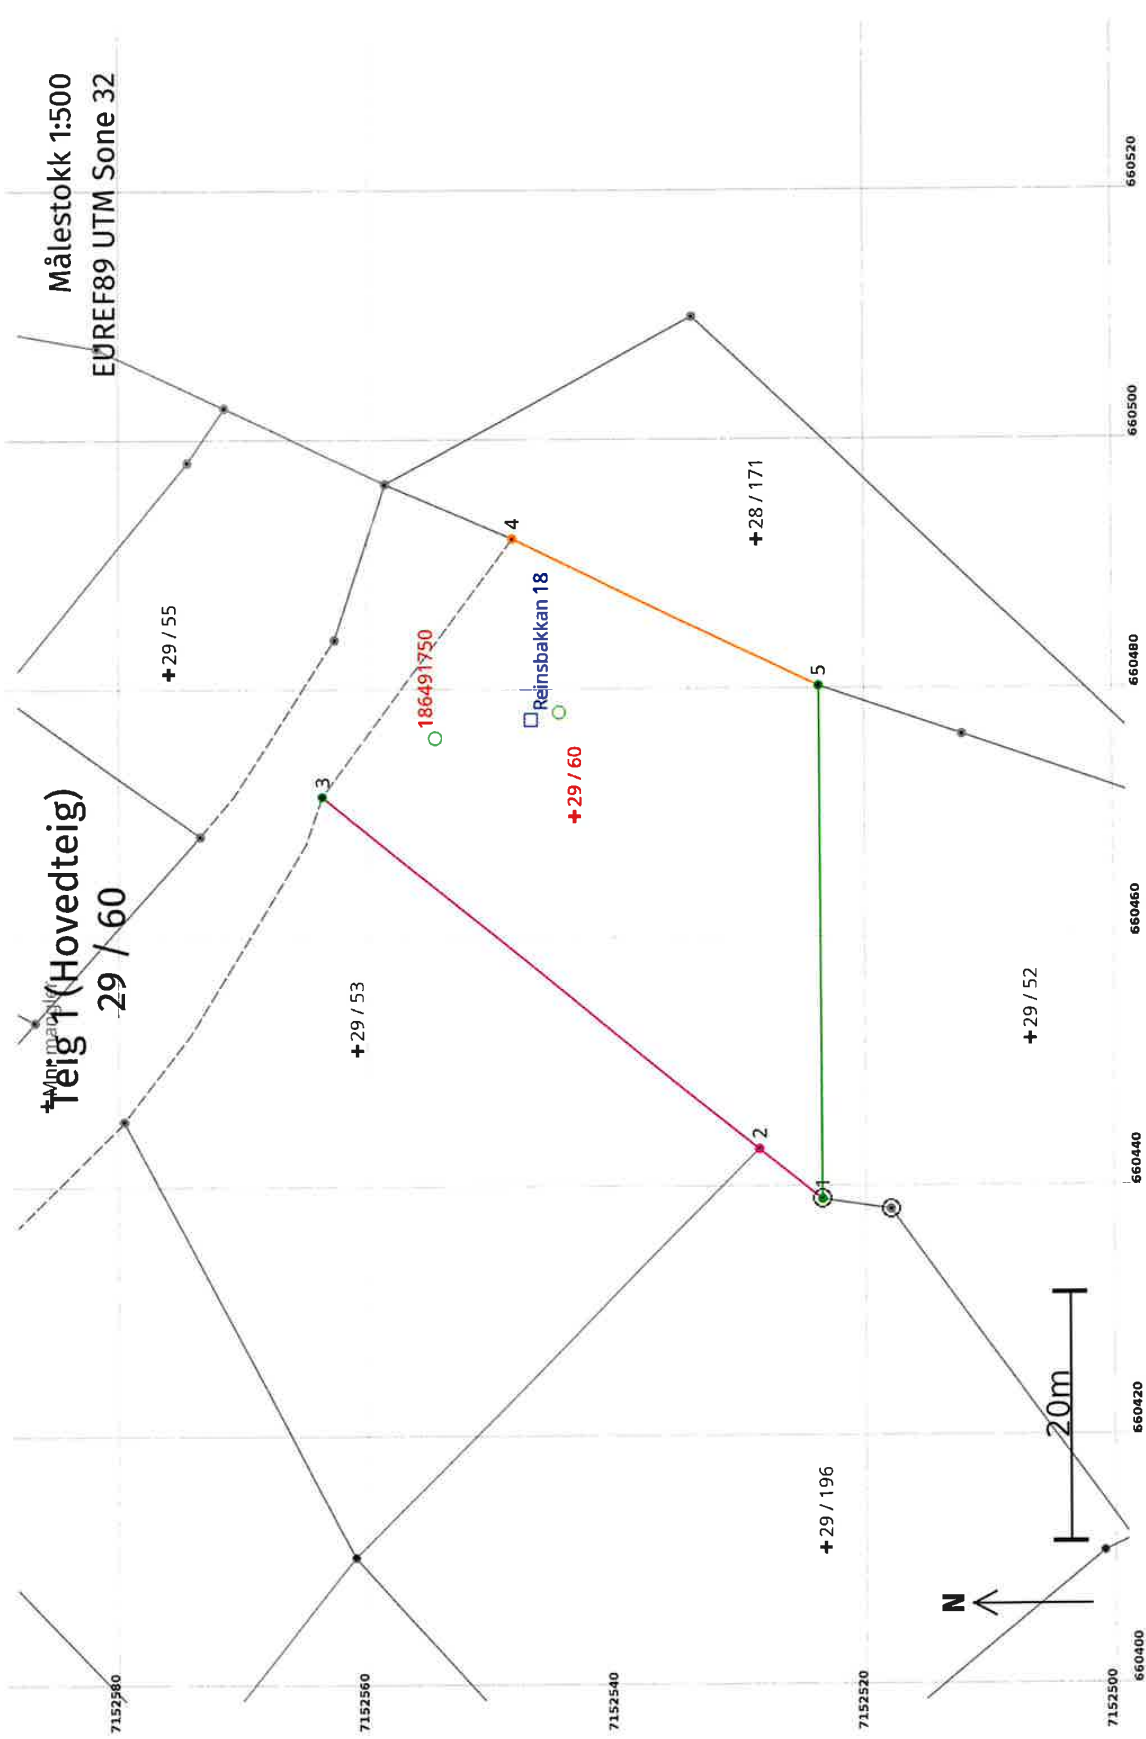 Teig 1 (Hovedteig)
29 / 60
Målestokk 1:500
EUREF89 UTM Sone 32
Mnr mangler
29 / 55
29 / 53
186491750
Reinsbakkan 18
29 / 60
28 / 171
29 / 52
29 / 196
1
2
3
4
5
20m
N
7152580
7152560
7152540
7152520
7152500
660400
660420
660440
660460
660480
660500
660520